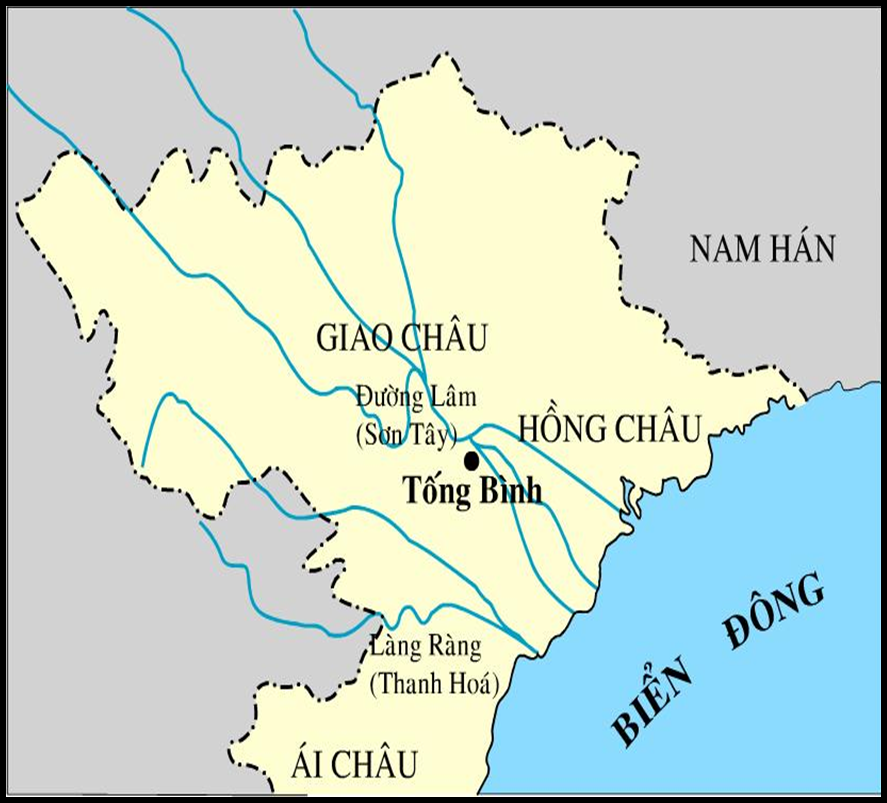 NAM HÁN
GIAO CHÂU
Đường Lâm
(Sơn Tây)
HỒNG CHÂU
Tống Bình
BIỂN ĐÔNG
Làng Ràng
(Thanh Hoá)
ÁI CHÂU